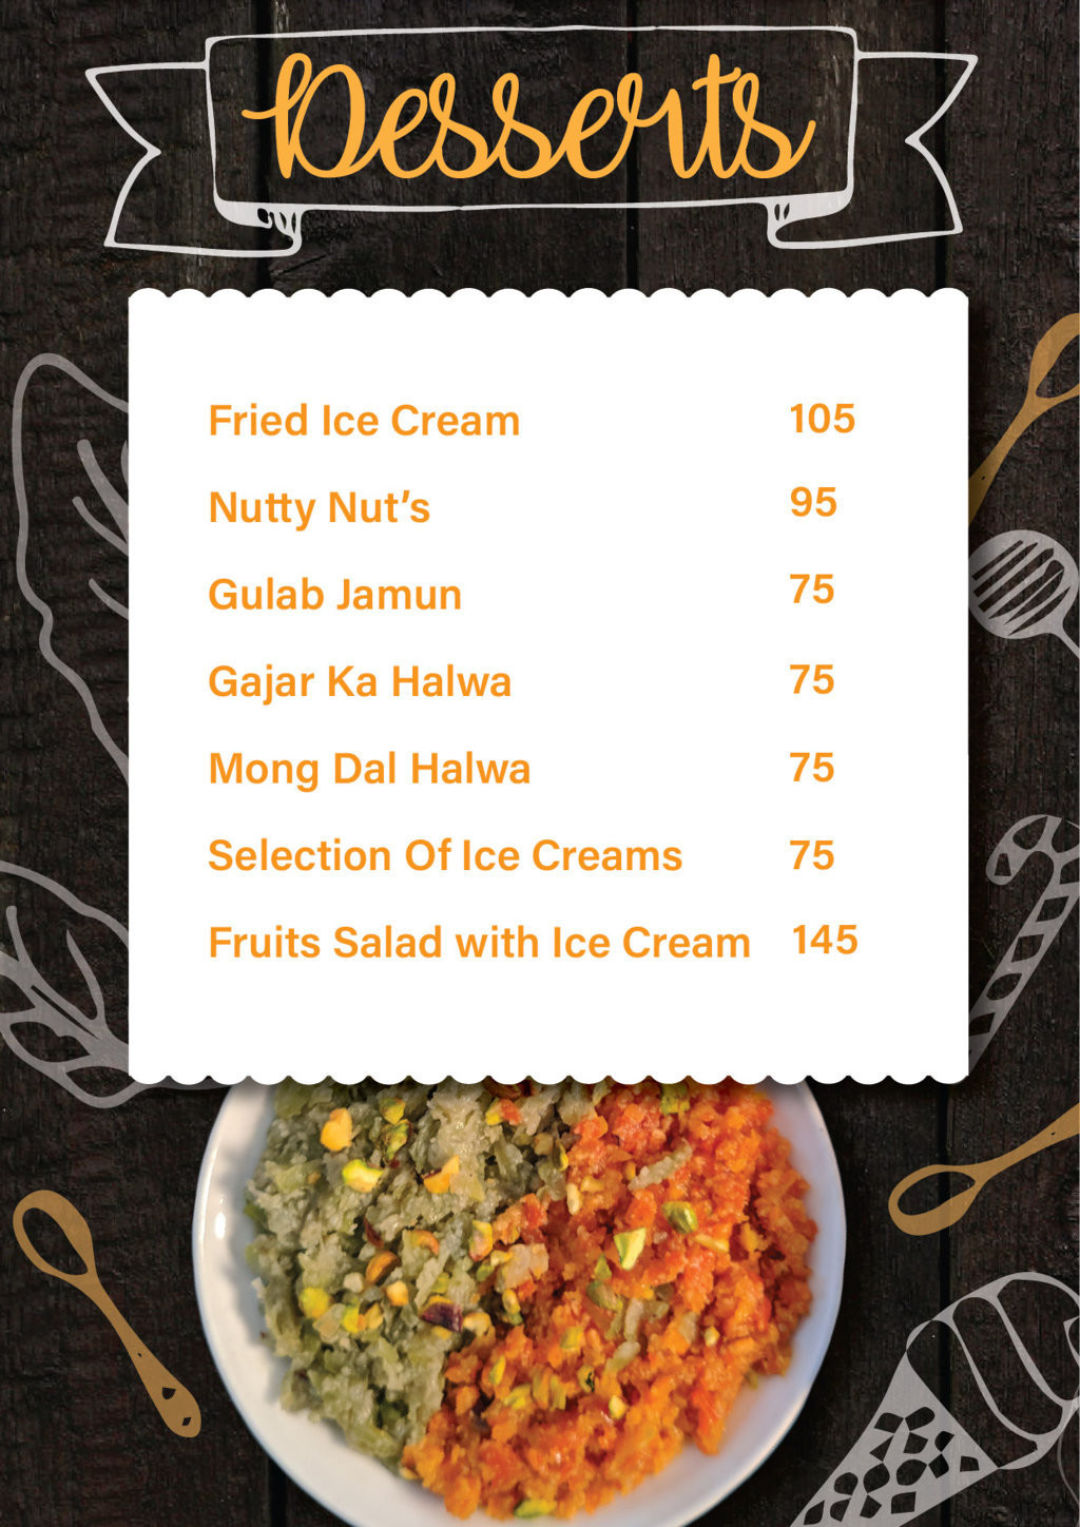 Desserts
Fried Ice Cream 105
Nutty Nut’s 95
Gulab Jamun 75
Gajar Ka Halwa 75
Mong Dal Halwa 75
Selection Of Ice Creams 75
Fruits Salad with Ice Cream 145